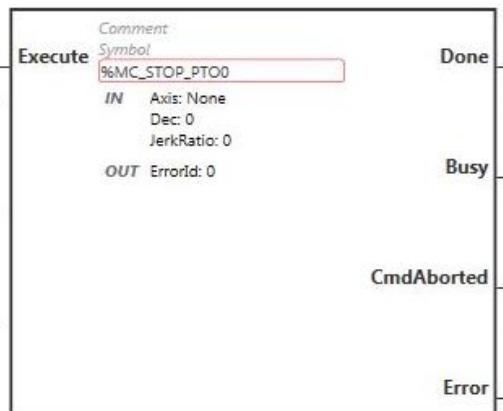 Comment
Symbol
Execute
Done
%MC_STOP_PTO0
IN Axis: None
Dec: 0
JerkRatio: 0
OUT ErrorId: 0
Busy
CmdAborted
Error